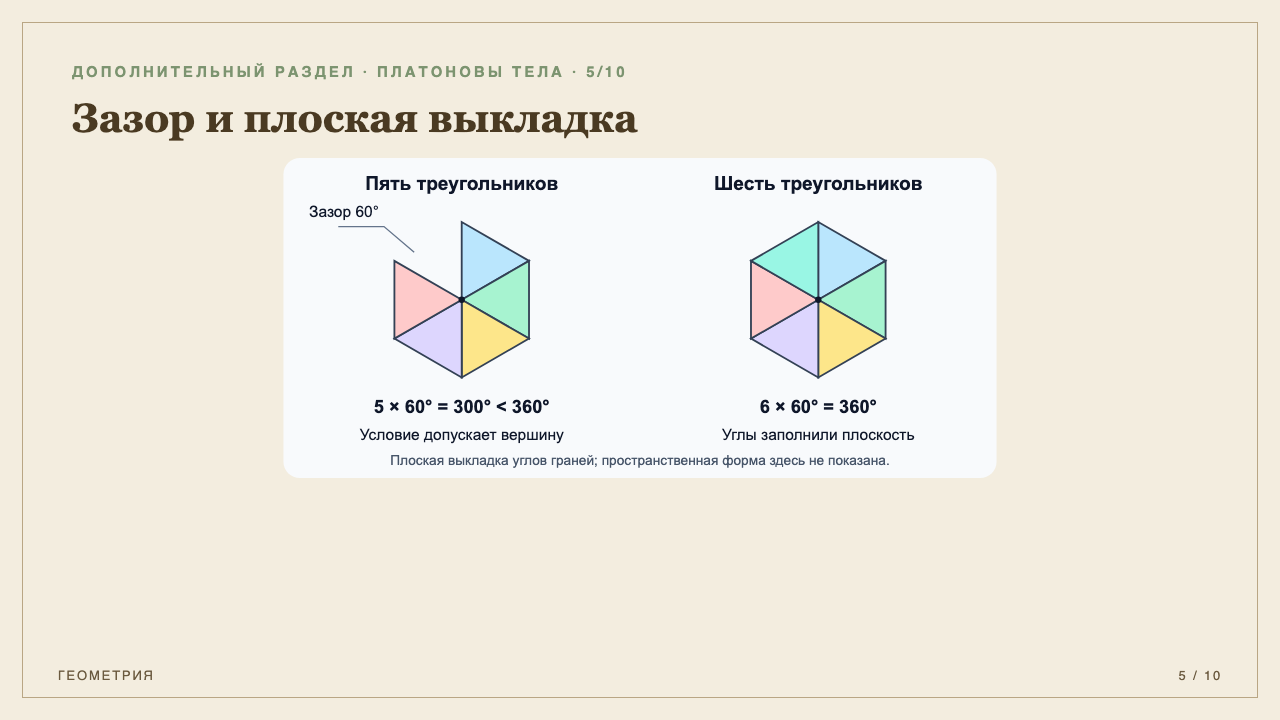 ДОПОЛНИТЕЛЬНЫЙ РАЗДЕЛ · ПЛАТОНОВЫ ТЕЛА · 5/10
Зазор и плоская выкладка
Пять треугольников
Зазор 60°
5 × 60° = 300° < 360°
Условие допускает вершину
Шесть треугольников
6 × 60° = 360°
Углы заполнили плоскость
Плоская выкладка углов граней; пространственная форма здесь не показана.
ГЕОМЕТРИЯ
5 / 10